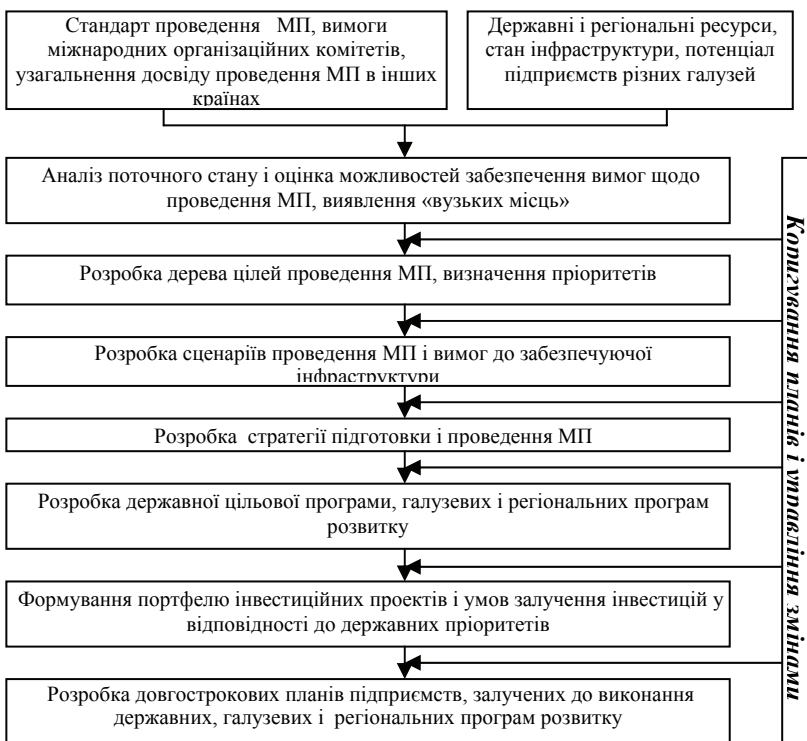 Стандарт проведення МП, вимоги
міжнародних організаційних комітетів,
узагальнення досвіду проведення МП в інших
країнах
Державні і регіональні ресурси,
стан інфраструктури, потенціал
підприємств різних галузей
Аналіз поточного стану і оцінка можливостей забезпечення вимог щодо
проведення МП, виявлення «вузьких місць»
Розробка дерева цілей проведення МП, визначення пріоритетів
Розробка сценаріїв проведення МП і вимог до забезпечуючої
інфраструктури
Розробка стратегії підготовки і проведення МП
Розробка державної цільової програми, галузевих і регіональних програм
розвитку
Формування портфелю інвестиційних проектів і умов залучення інвестицій у
відповідності до державних пріоритетів
Розробка довгострокових планів підприємств, залучених до виконання
державних, галузевих і регіональних програм розвитку
Коригування планів і управління змінами